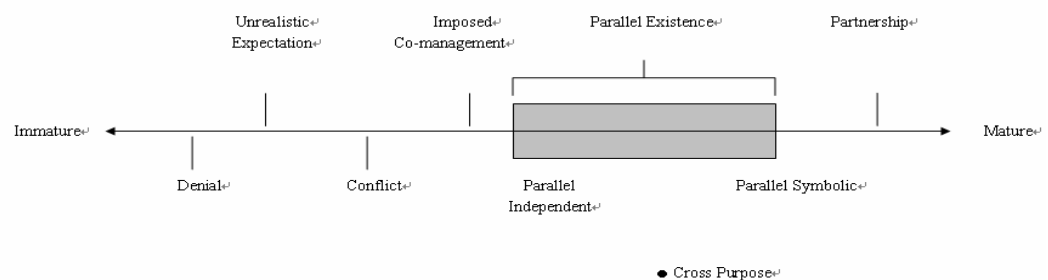 Unrealistic
Expectation
Imposed
Co-management
Parallel Existence
Partnership
Immature
Mature
Denial
Conflict
Parallel
Independent
Parallel Symbolic
Cross Purpose